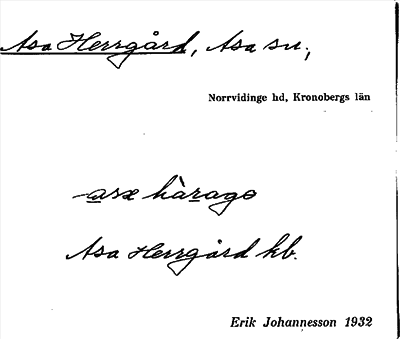 Asa Herrgård, Asa sn.,
Norrvidinge hd, Kronobergs län
asa hàrago
Asa Herrgård kb.
Erik Johannesson 1932